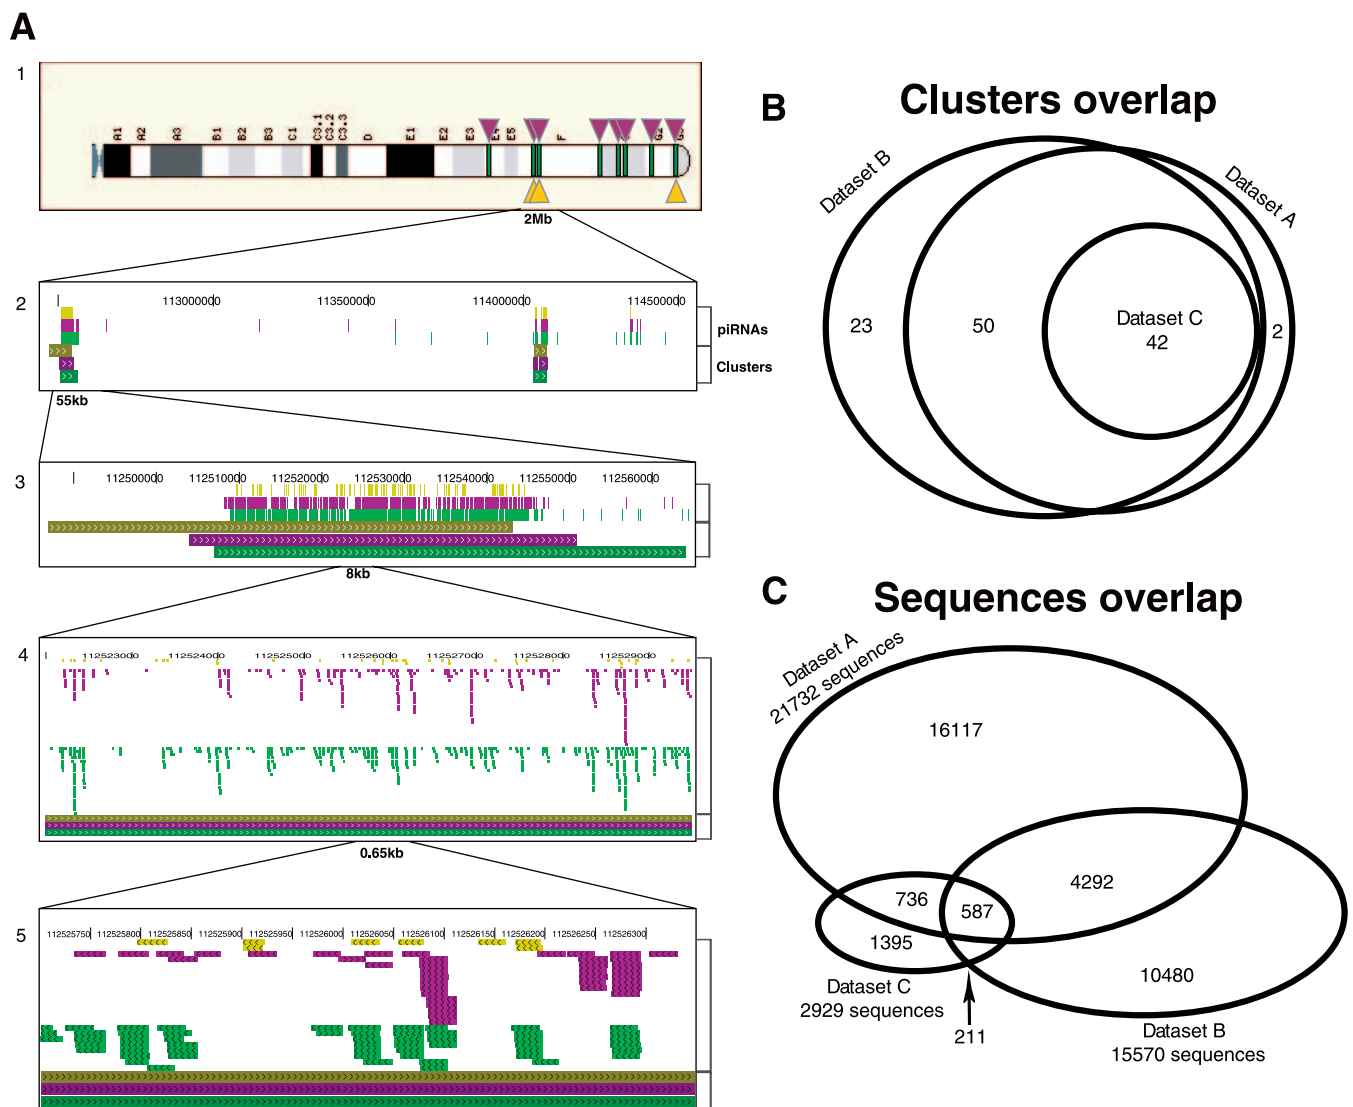 A
1
A1 A2 A3 B1 B2 B3 C1 C3.1 C3.2 C3.3 D E1 E2 E3 E4 E5 F G2
2Mb
2
113000000 113500000 114000000 114500000
piRNAs
Clusters
55kb
3
112500000 112510000 112520000 112530000 112540000 112550000 112560000
8kb
4
112523000 112524000 112525000 112526000 112527000 112528000 112529000
0.65kb
5
112525750 112525800 112525850 112525900 112525950 112526000 112526050 112526100 112526150 112526200 112526250 112526300
B
Clusters overlap
Dataset B
Dataset A
23
50
Dataset C
42
2
C
Sequences overlap
Dataset A
21732 sequences
16117
4292
736
587
1395
10480
Dataset C
2929 sequences
211
Dataset B
15570 sequences